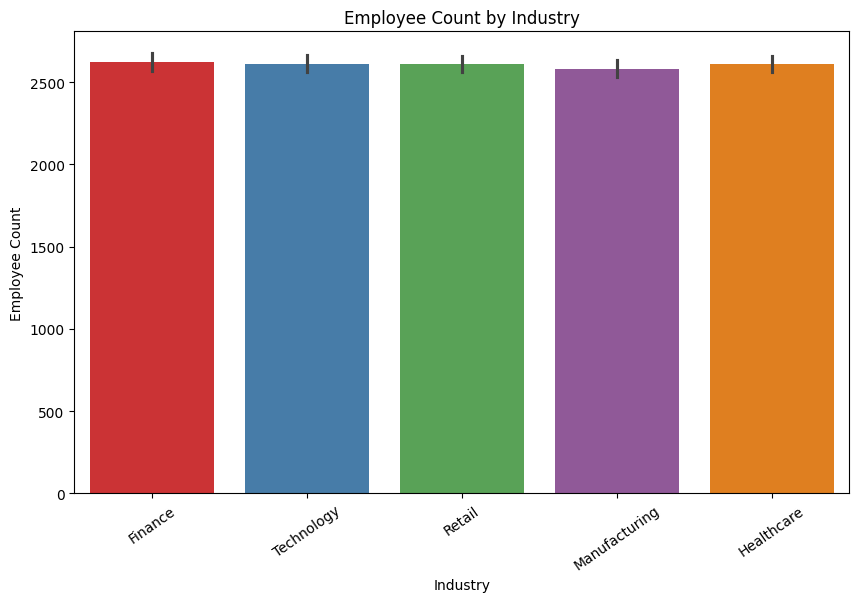 Employee Count by Industry
Employee Count
2500
2000
1500
1000
500
0
Finance
Technology
Retail
Manufacturing
Healthcare
Industry